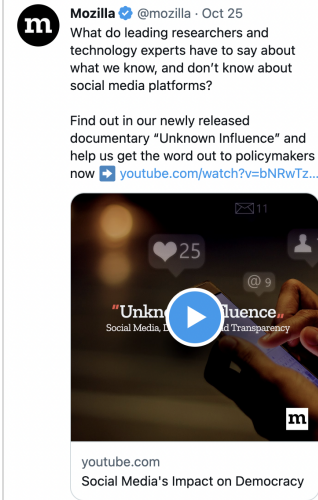 m
Mozilla @mozilla · Oct 25
What do leading researchers and
technology experts have to say about
what we know, and don't know about
social media platforms?
Find out in our newly released
documentary “Unknown Influence” and
help us get the word out to policymakers
now ➡️ youtube.com/watch?v=bNRwTz...
11
25
@ 9
“Unkn luence„
Social Media, d Transparency
m
youtube.com
Social Media's Impact on Democracy